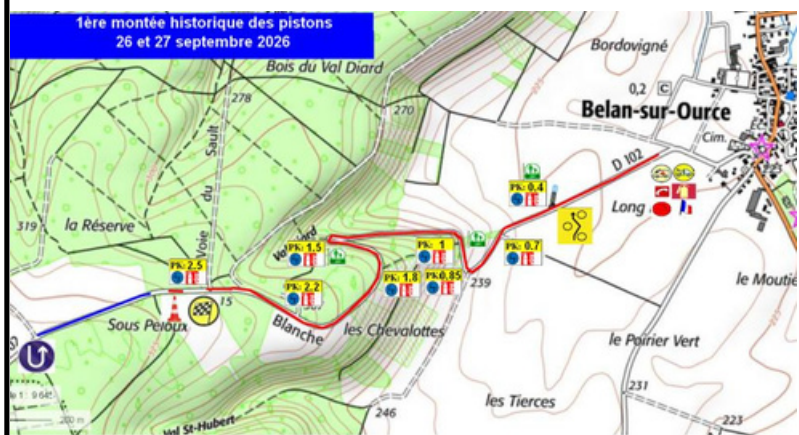 1ère montée historique des pistons
26 et 27 septembre 2026
Bordovigné
Bois du Val Diard
278
270
0,2 C
Belan-sur-Ource
Cim.
D 102
PK: 0.4
Long
Voie du Sault
la Réserve
319
PK: 1.5
PK: 1
PK: 0.7
PK: 2.5
PK: 1.8
PK:0.85
239
PK: 2.2
15
le Moutie
Sous Peroux
Blanche
les Chevalottes
le Poirier Vert
231
246
les Tierces
223
Val St-Hubert
200 m